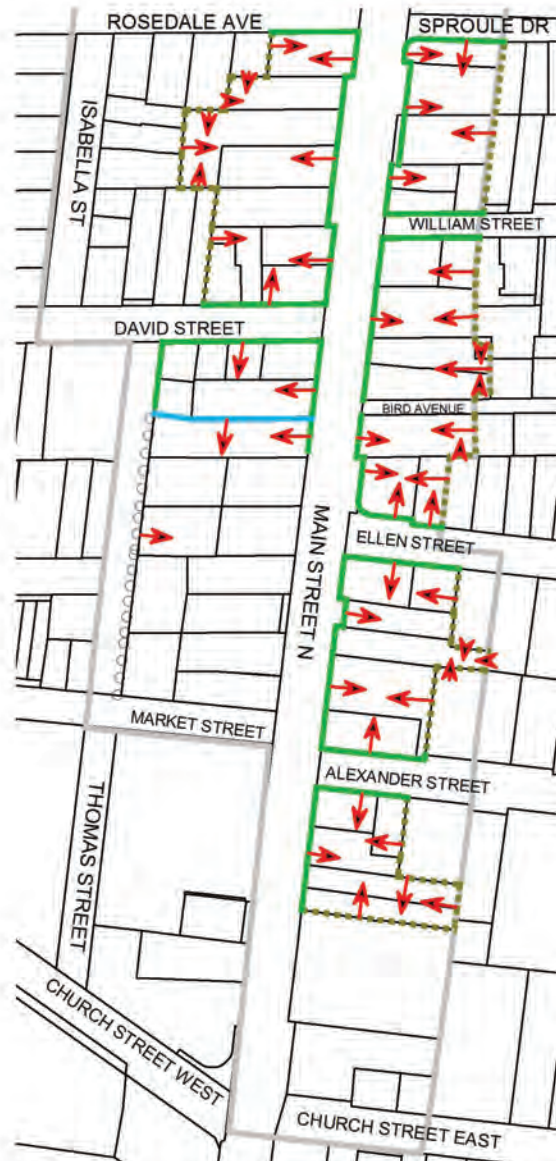 ROSEDALE AVE
SPROULE DR
ISABELLA ST
WILLIAM STREET
DAVID STREET
BIRD AVENUE
MAIN STREET N
ELLEN STREET
MARKET STREET
ALEXANDER STREET
THOMAS STREET
CHURCH STREET WEST
CHURCH STREET EAST